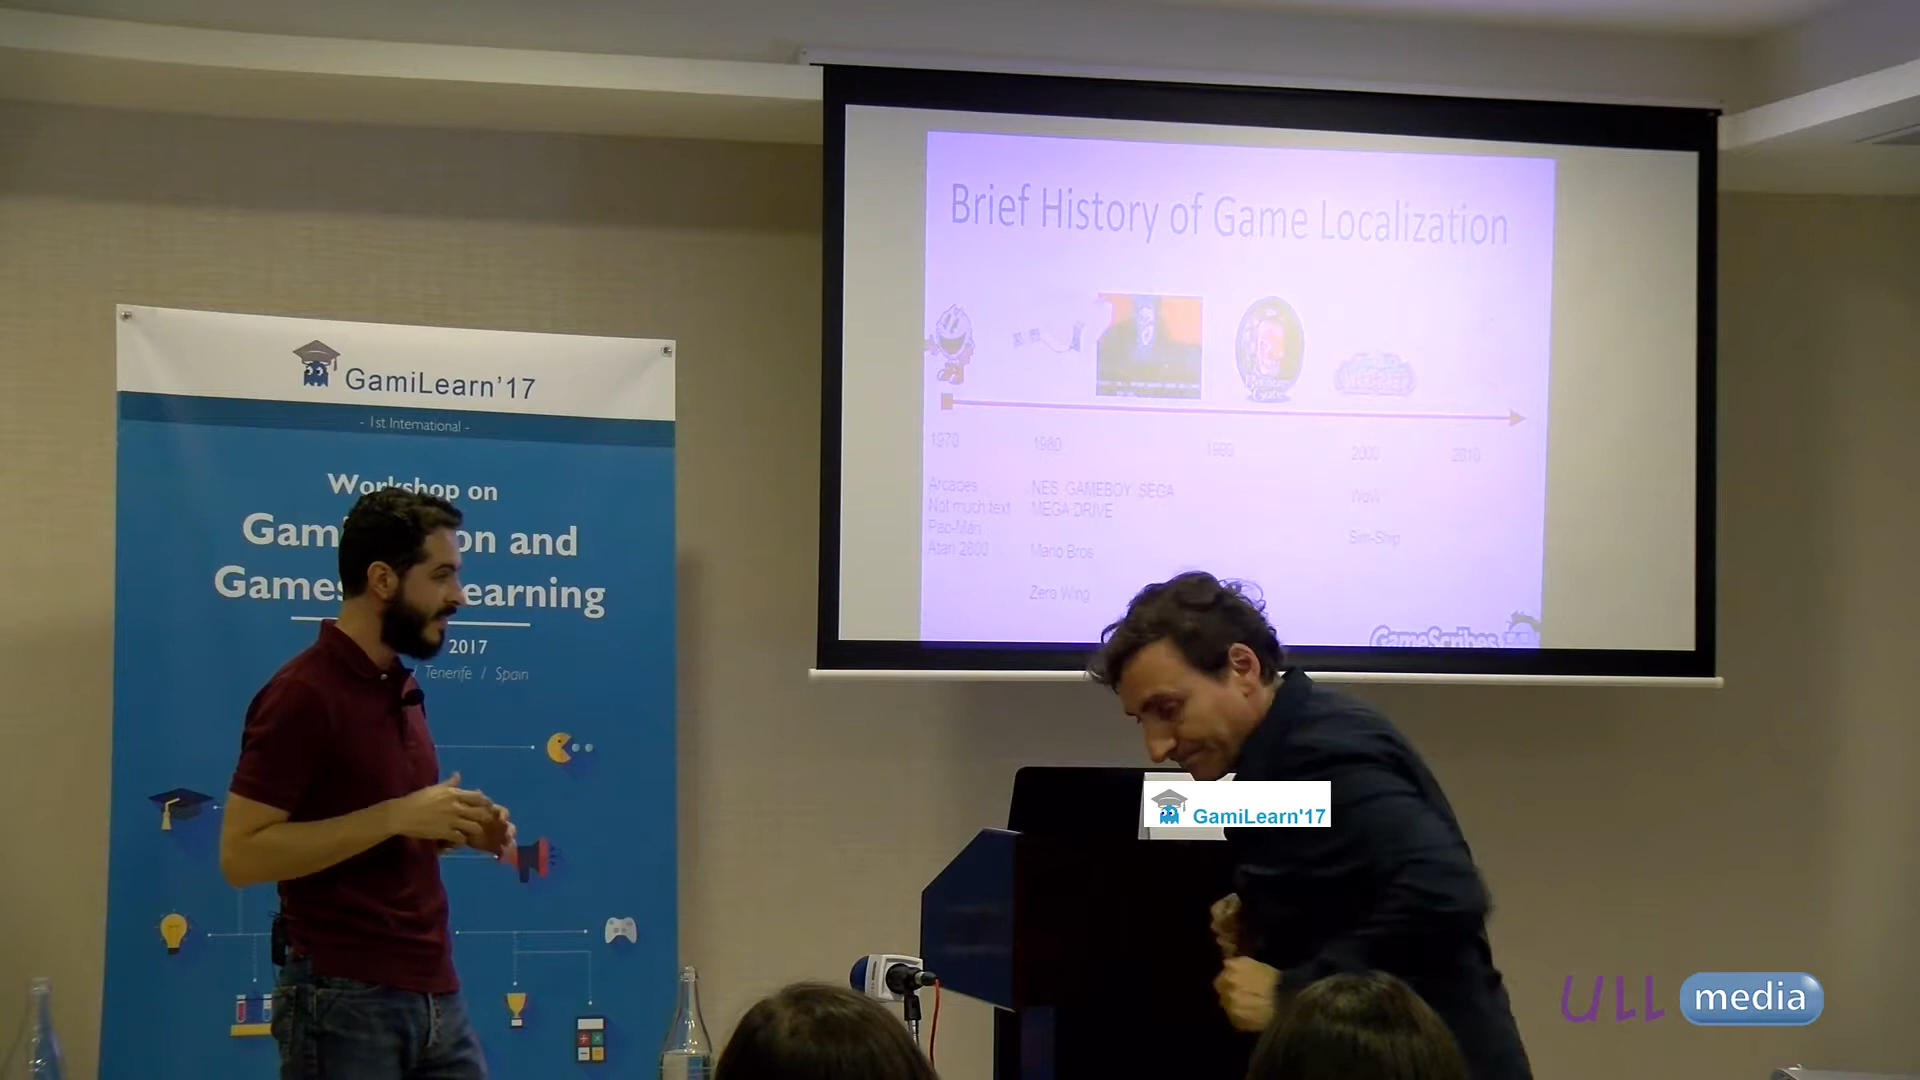 Brief History of Game Localization
1970
1980
1990
2000
2010
Arcades
Not much text
Pac-Man
Atari 2600
NES GAMEBOY SEGA
MEGA DRIVE
Mario Bros
Zero Wing
WoW
Sim-Ship
GameScribes
GamiLearn'17
- 1st International -
Workshop on
Gam on and
Games earning
2017
/ Tenerife / Spain
GamiLearn'17
ULL media